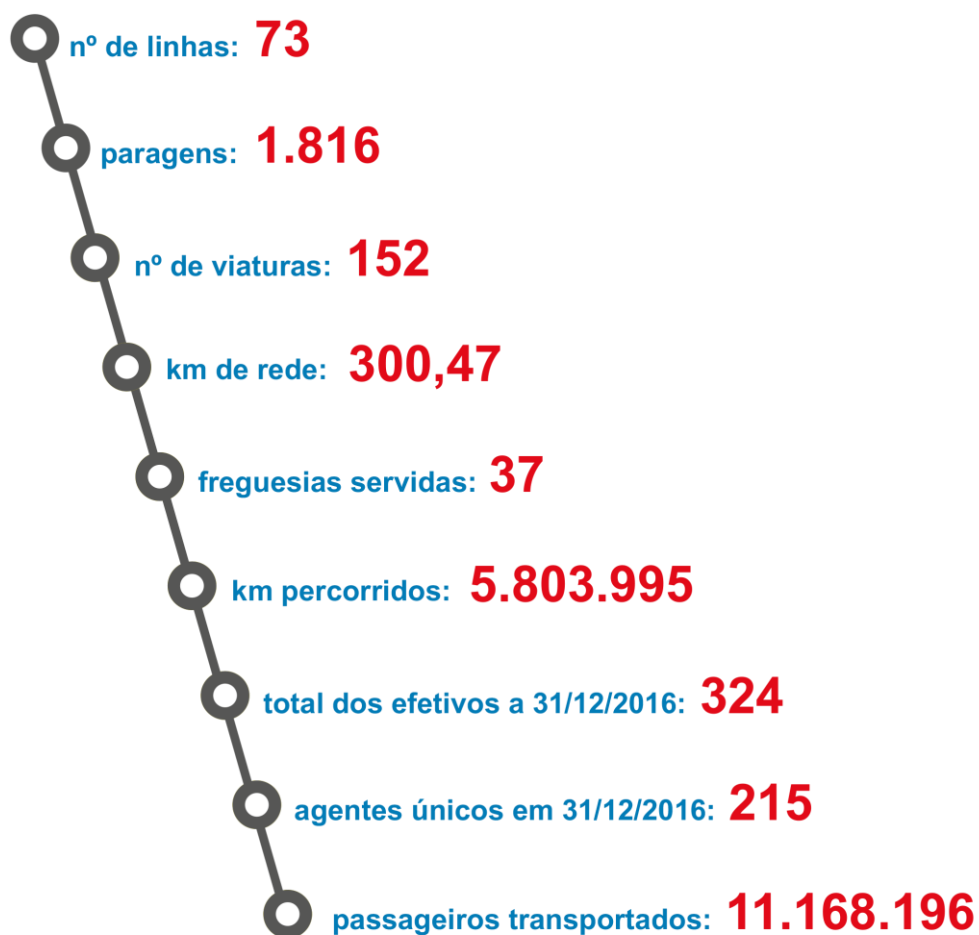 nº de linhas: 73
paragens: 1.816
nº de viaturas: 152
km de rede: 300,47
freguesias servidas: 37
km percorridos: 5.803.995
total dos efetivos a 31/12/2016: 324
agentes únicos em 31/12/2016: 215
passageiros transportados: 11.168.196